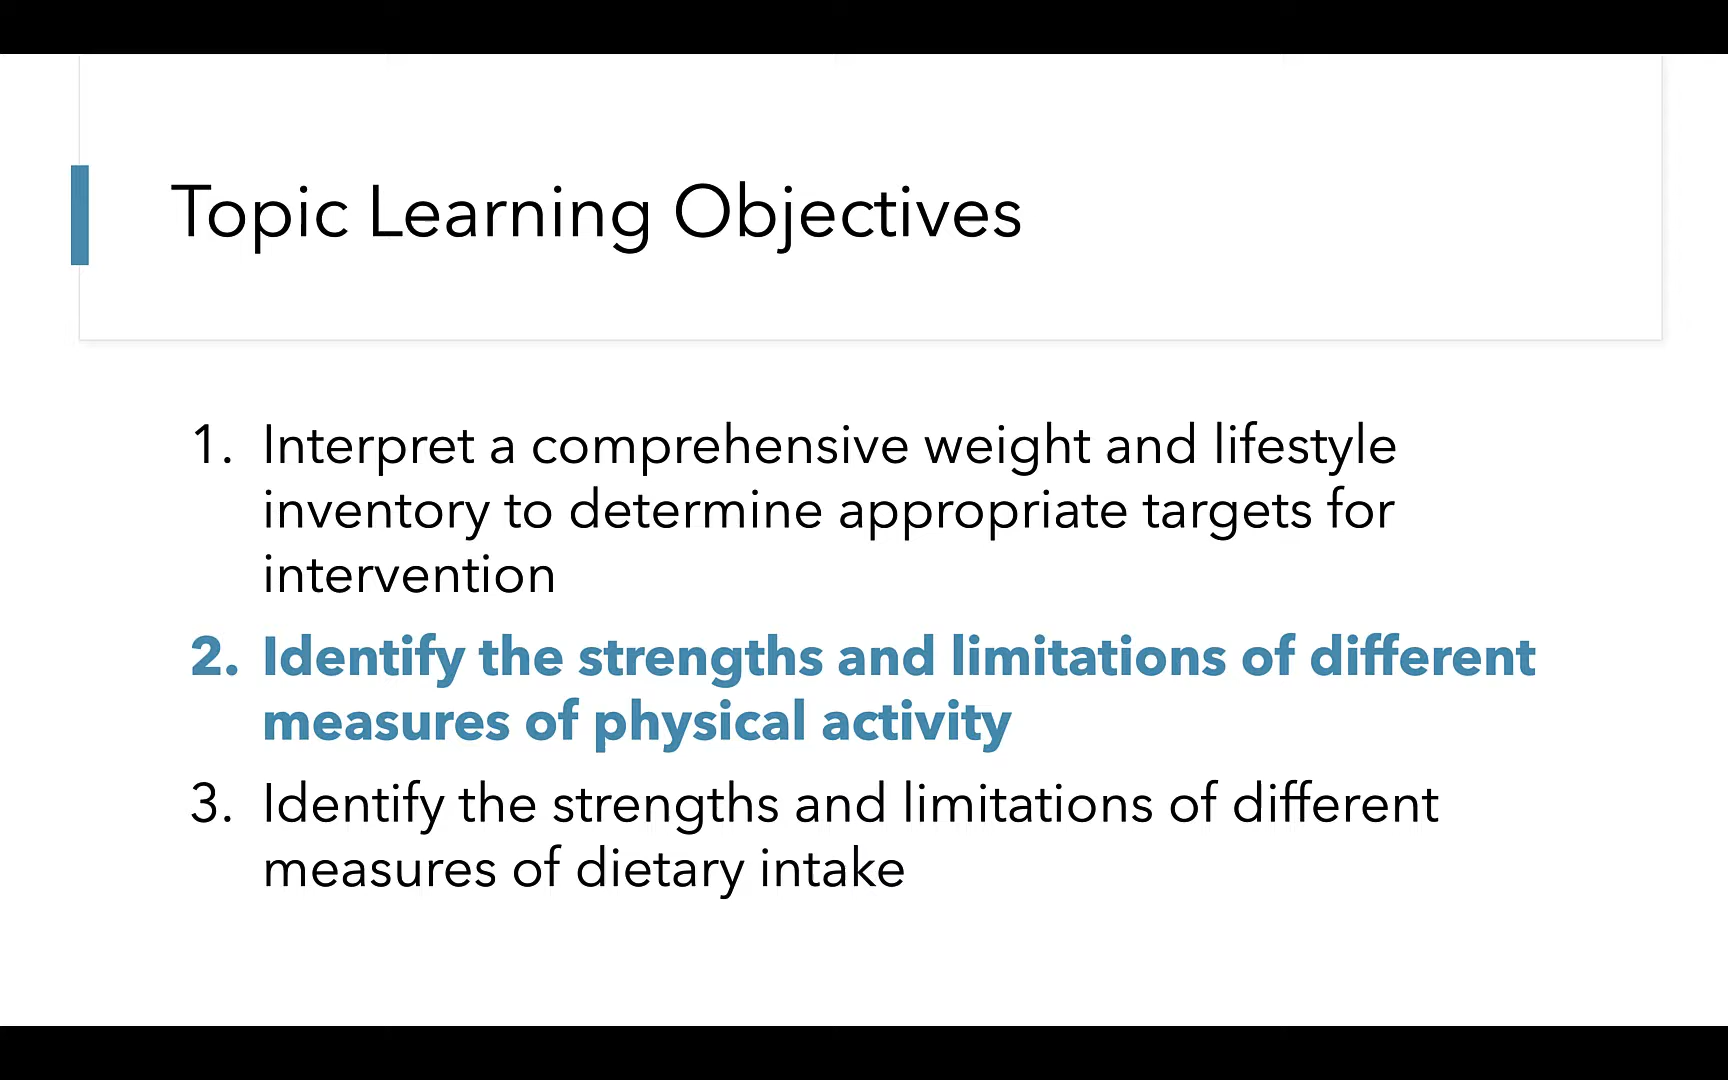 Topic Learning Objectives
1. Interpret a comprehensive weight and lifestyle
inventory to determine appropriate targets for
intervention
2. Identify the strengths and limitations of different
measures of physical activity
3. Identify the strengths and limitations of different
measures of dietary intake